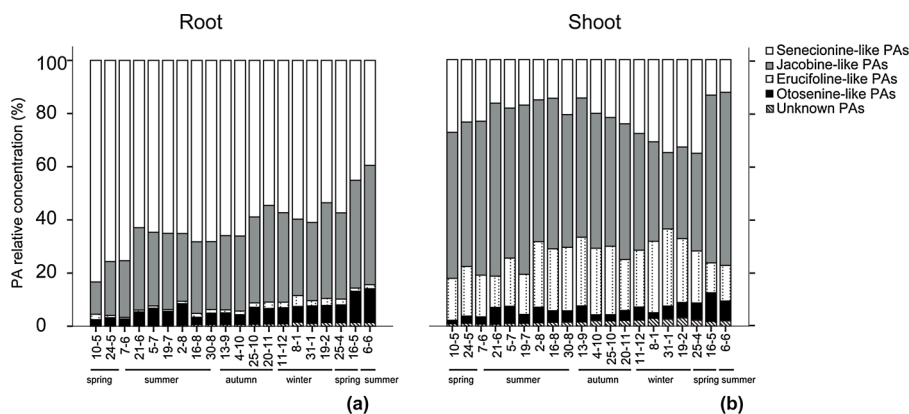 Root
Shoot
PA relative concentration (%)
100
80
60
40
20
0
Senecionine-like PAs
Jacobine-like PAs
Erucifoline-like PAs
Otosenine-like PAs
Unknown PAs
10-5 24-5 7-6 21-6 5-7 19-7 2-8 16-8 30-8 13-9 4-10 25-10 20-11 11-12 8-1 31-1 19-2 25-4 16-5 6-6
spring summer autumn winter spring summer
(a)
10-5 24-5 7-6 21-6 5-7 19-7 2-8 16-8 30-8 13-9 4-10 25-10 20-11 11-12 8-1 31-1 19-2 25-4 16-5 6-6
spring summer autumn winter spring summer
(b)